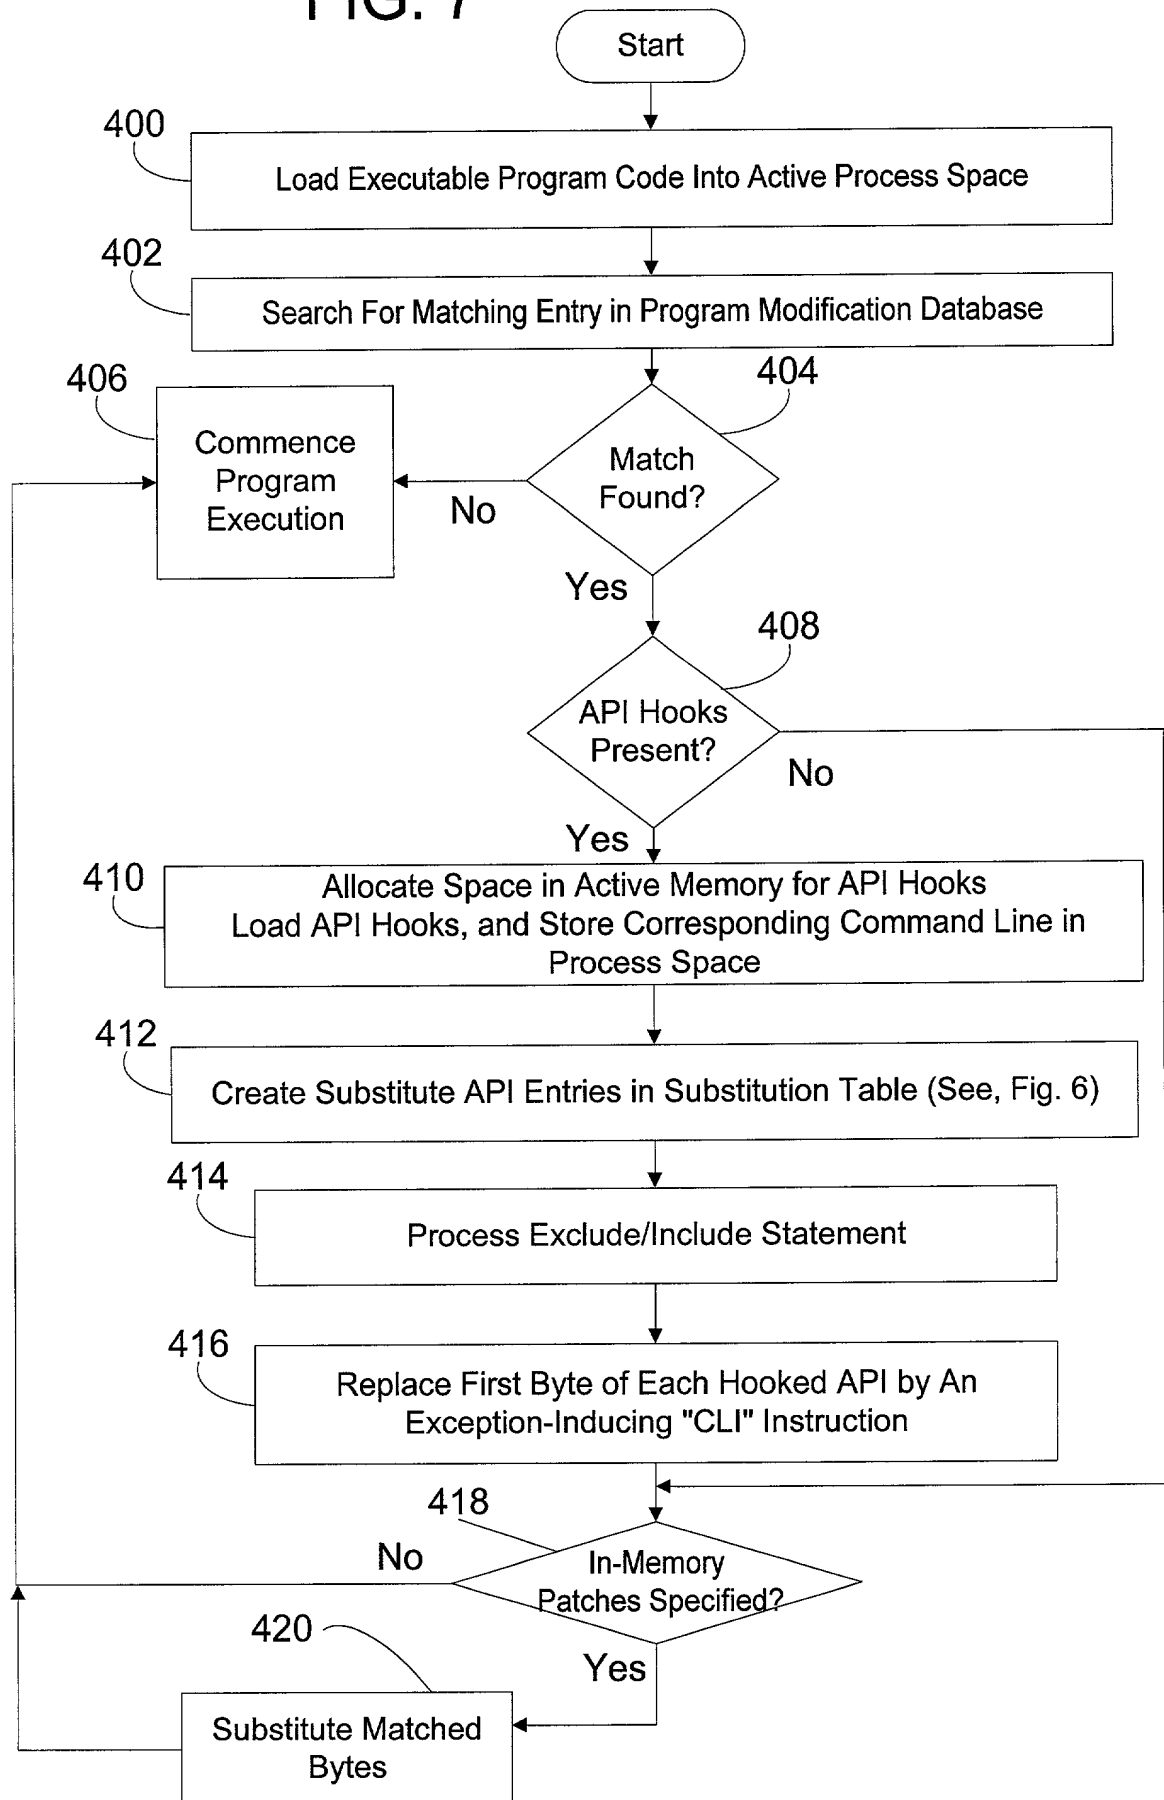 FIG. 7
Start
400
Load Executable Program Code Into Active Process Space
402
Search For Matching Entry in Program Modification Database
404
406
Commence
Program
Execution
Match
Found?
No
Yes
408
API Hooks
Present?
No
Yes
410
Allocate Space in Active Memory for API Hooks
Load API Hooks, and Store Corresponding Command Line in
Process Space
412
Create Substitute API Entries in Substitution Table (See, Fig. 6)
414
Process Exclude/Include Statement
416
Replace First Byte of Each Hooked API by An
Exception-Inducing "CLI" Instruction
418
No
In-Memory
Patches Specified?
420
Yes
Substitute Matched
Bytes